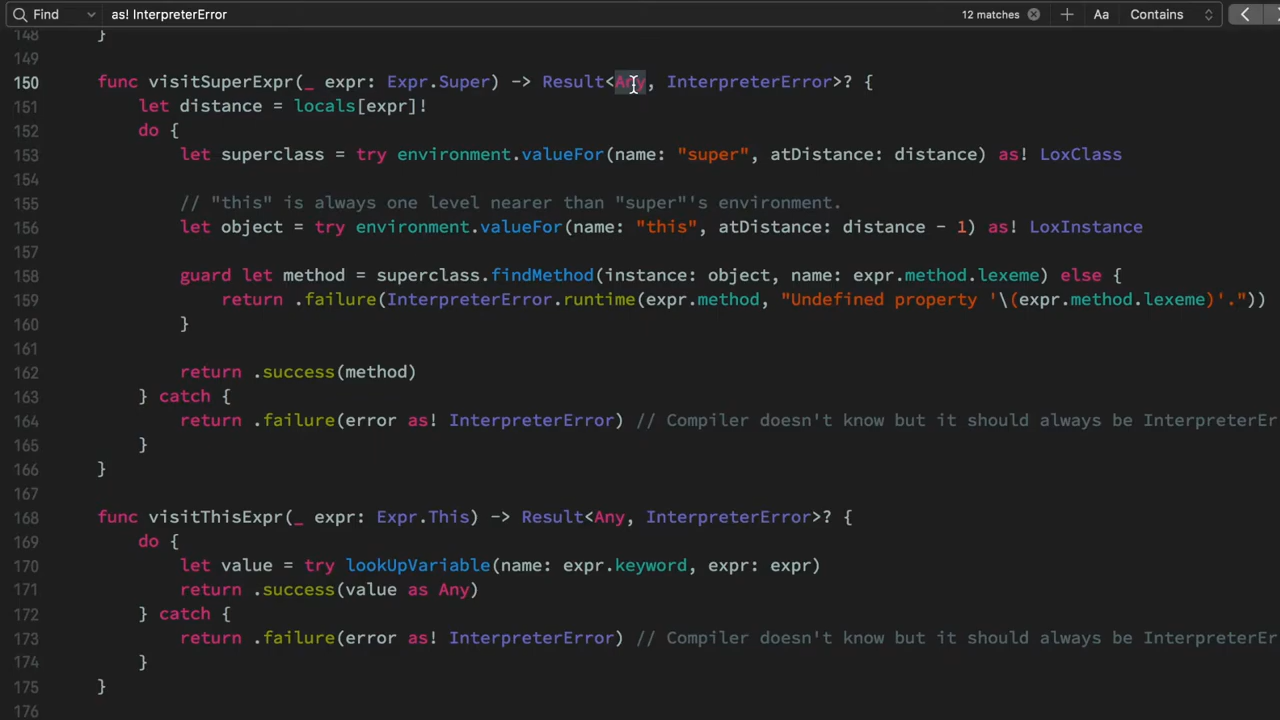 Find as! InterpreterError 12 matches Aa Contains
148 }
149
150 func visitSuperExpr(_ expr: Expr.Super) -> Result<Any, InterpreterError>? {
151 let distance = locals[expr]!
152 do {
153 let superclass = try environment.valueFor(name: "super", atDistance: distance) as! LoxClass
154
155 // "this" is always one level nearer than "super"'s environment.
156 let object = try environment.valueFor(name: "this", atDistance: distance - 1) as! LoxInstance
157
158 guard let method = superclass.findMethod(instance: object, name: expr.method.lexeme) else {
159 return .failure(InterpreterError.runtime(expr.method, "Undefined property '\(expr.method.lexeme)'."))
160 }
161
162 return .success(method)
163 } catch {
164 return .failure(error as! InterpreterError) // Compiler doesn't know but it should always be InterpreterEr
165 }
166 }
167
168 func visitThisExpr(_ expr: Expr.This) -> Result<Any, InterpreterError>? {
169 do {
170 let value = try lookUpVariable(name: expr.keyword, expr: expr)
171 return .success(value as Any)
172 } catch {
173 return .failure(error as! InterpreterError) // Compiler doesn't know but it should always be InterpreterEr
174 }
175 }
176